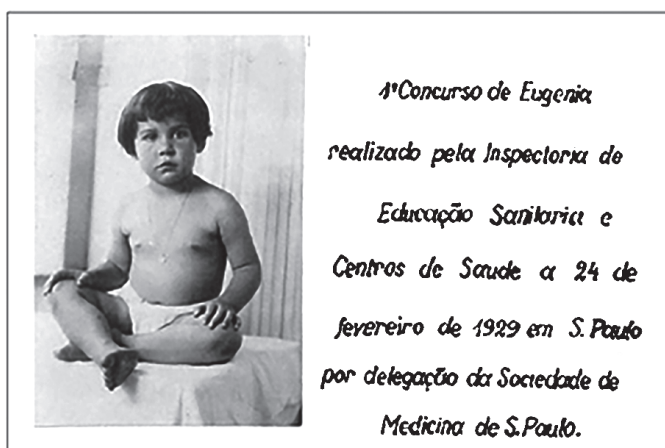 1º Concurso de Eugenia
realizado pela Inspectoria de
Educação Sanitaria e
Centros de Saude a 24 de
fevereiro de 1929 em S. Paulo
por delegação da Sociedade de
Medicina de S. Paulo.